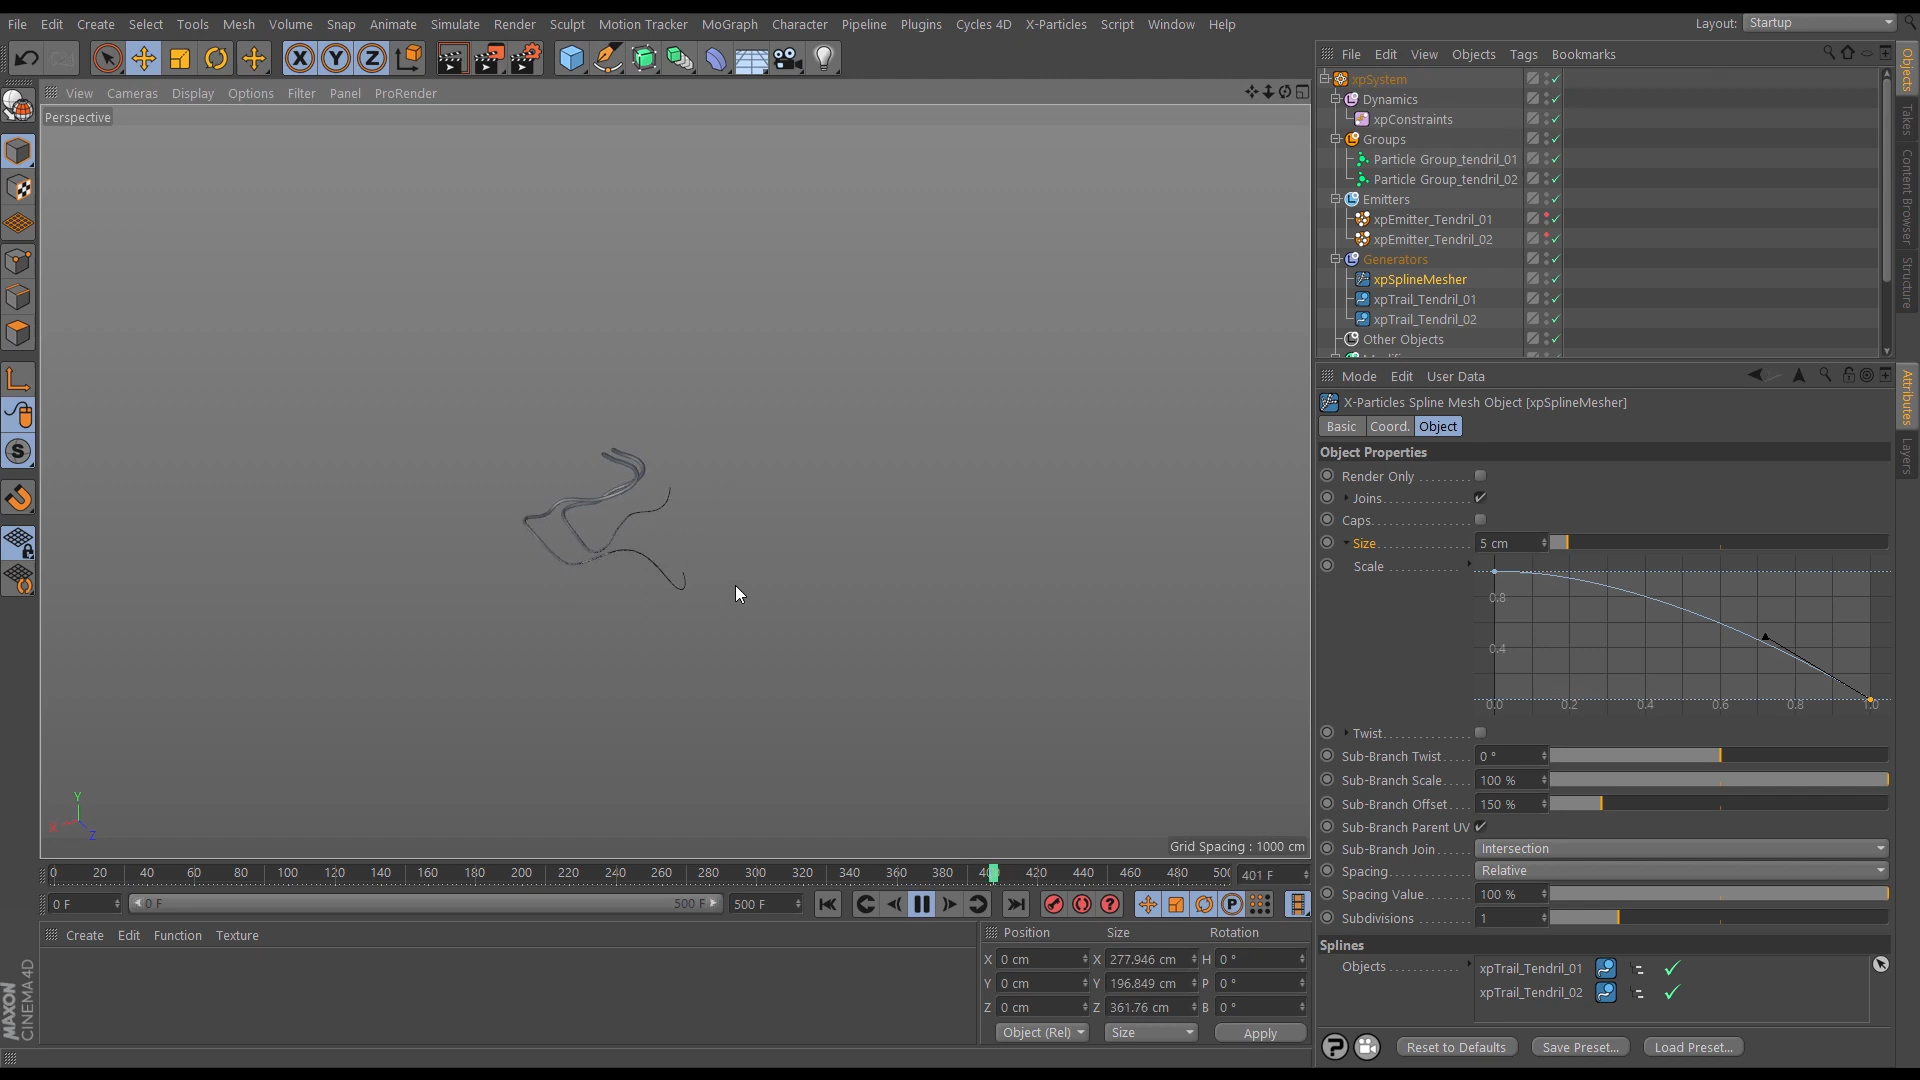 File Edit Create Select Tools Mesh Volume Snap Animate Simulate Render Sculpt Motion Tracker MoGraph Character Pipeline Plugins Cycles 4D X-Particles Script Window Help Layout: Startup
File Edit View Objects Tags Bookmarks
View Cameras Display Options Filter Panel ProRender
Perspective
xpSystem
Dynamics
xpConstraints
Groups
Particle Group_tendril_01
Particle Group_tendril_02
Emitters
xpEmitter_Tendril_01
xpEmitter_Tendril_02
Generators
xpSplineMesher
xpTrail_Tendril_01
xpTrail_Tendril_02
Other Objects
Objects
Takes
Content Browser
Structure
Mode Edit User Data
X-Particles Spline Mesh Object [xpSplineMesher]
Basic Coord. Object
Attributes
Layers
Object Properties
Render Only
Joins
Caps
Size 5 cm
Scale
0.8
0.4
0.0 0.2 0.4 0.6 0.8 1.0
Twist
Sub-Branch Twist 0 °
Sub-Branch Scale 100 %
Sub-Branch Offset 150 %
Sub-Branch Parent UV
Sub-Branch Join Intersection
Spacing Relative
Spacing Value 100 %
Subdivisions 1
Splines
Objects xpTrail_Tendril_01
xpTrail_Tendril_02
Reset to Defaults Save Preset... Load Preset...
Y
X
Z
Grid Spacing : 1000 cm
0 20 40 60 80 100 120 140 160 180 200 220 240 260 280 300 320 340 360 380 420 440 460 480 401 F
0 F 0 F 500 F 500 F
Create Edit Function Texture
Position Size Rotation
X 0 cm X 277.946 cm H 0 °
Y 0 cm Y 196.849 cm P 0 °
Z 0 cm Z 361.76 cm B 0 °
Object (Rel) Size Apply
MAXON
CINEMA 4D